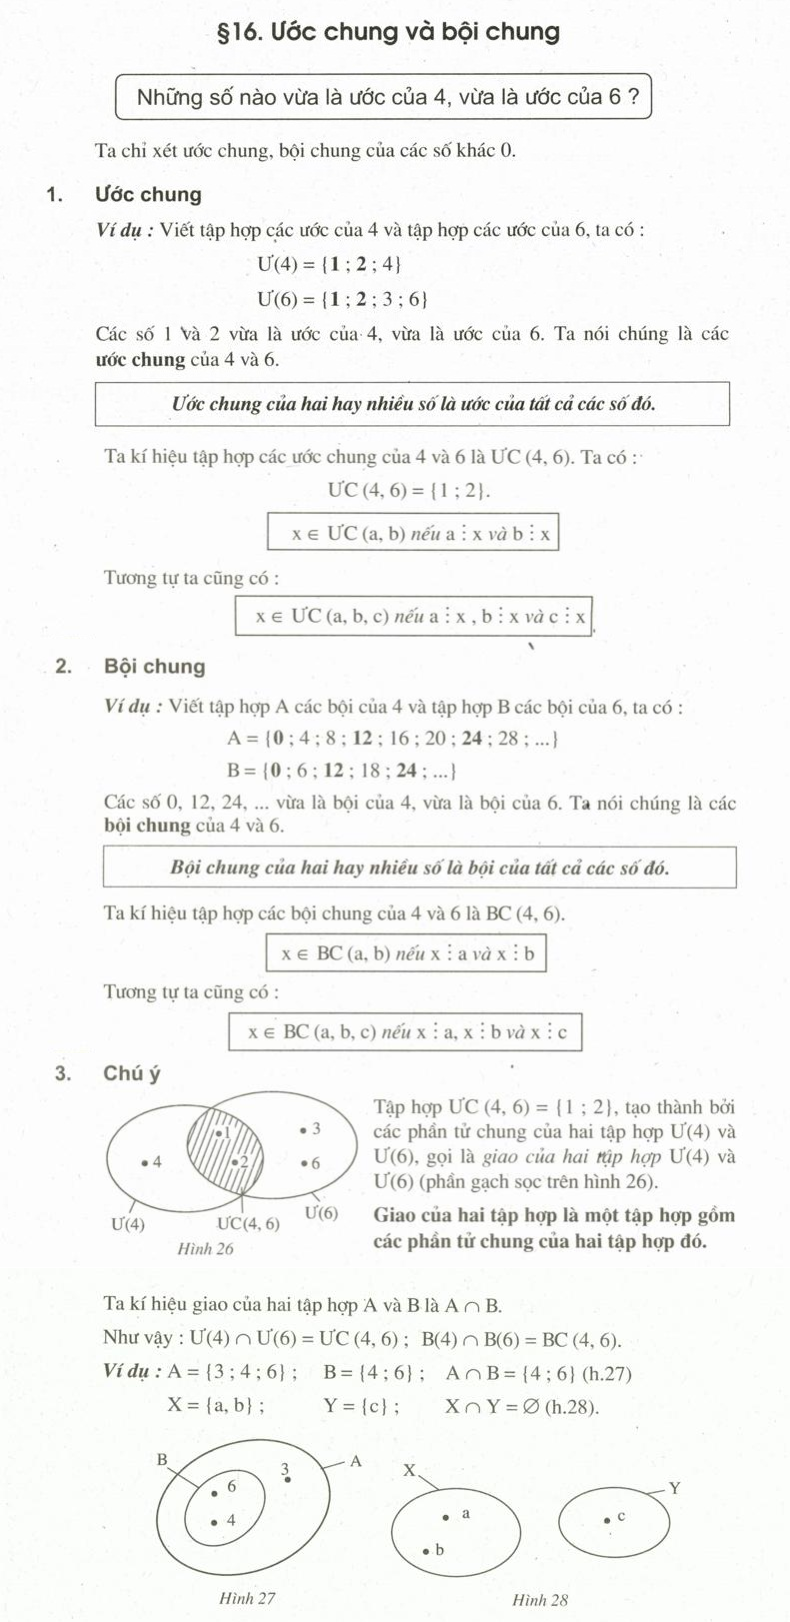 §16. Ước chung và bội chung
Những số nào vừa là ước của 4, vừa là ước của 6 ?
Ta chỉ xét ước chung, bội chung của các số khác 0.
1. Ước chung
Ví dụ : Viết tập hợp các ước của 4 và tập hợp các ước của 6, ta có :
Ư(4) = {1 ; 2 ; 4}
Ư(6) = {1 ; 2 ; 3 ; 6}
Các số 1 và 2 vừa là ước của 4, vừa là ước của 6. Ta nói chúng là các
ước chung của 4 và 6.
Ước chung của hai hay nhiều số là ước của tất cả các số đó.
Ta kí hiệu tập hợp các ước chung của 4 và 6 là ƯC (4, 6). Ta có :
ƯC (4, 6) = {1 ; 2}.
x ∈ ƯC (a, b) nếu a ⋮ x và b ⋮ x
Tương tự ta cũng có :
x ∈ ƯC (a, b, c) nếu a ⋮ x , b ⋮ x và c ⋮ x
2. Bội chung
Ví dụ : Viết tập hợp A các bội của 4 và tập hợp B các bội của 6, ta có :
A = {0 ; 4 ; 8 ; 12 ; 16 ; 20 ; 24 ; 28 ; ...}
B = {0 ; 6 ; 12 ; 18 ; 24 ; ...}
Các số 0, 12, 24, ... vừa là bội của 4, vừa là bội của 6. Ta nói chúng là các
bội chung của 4 và 6.
Bội chung của hai hay nhiều số là bội của tất cả các số đó.
Ta kí hiệu tập hợp các bội chung của 4 và 6 là BC (4, 6).
x ∈ BC (a, b) nếu x ⋮ a và x ⋮ b
Tương tự ta cũng có :
x ∈ BC (a, b, c) nếu x ⋮ a, x ⋮ b và x ⋮ c
3. Chú ý
1
3
4
2
6
Ư(4)
ƯC(4, 6)
Ư(6)
Hình 26
Tập hợp ƯC (4, 6) = {1 ; 2}, tạo thành bởi
các phần tử chung của hai tập hợp Ư(4) và
Ư(6), gọi là giao của hai tập hợp Ư(4) và
Ư(6) (phần gạch sọc trên hình 26).
Giao của hai tập hợp là một tập hợp gồm
các phần tử chung của hai tập hợp đó.
Ta kí hiệu giao của hai tập hợp A và B là A ∩ B.
Như vậy : Ư(4) ∩ Ư(6) = ƯC (4, 6) ; B(4) ∩ B(6) = BC (4, 6).
Ví dụ : A = {3 ; 4 ; 6} ; B = {4 ; 6} ; A ∩ B = {4 ; 6} (h.27)
X = {a, b} ; Y = {c} ; X ∩ Y = ∅ (h.28).
B
6
4
3
A
Hình 27
X
a
b
Y
c
Hình 28